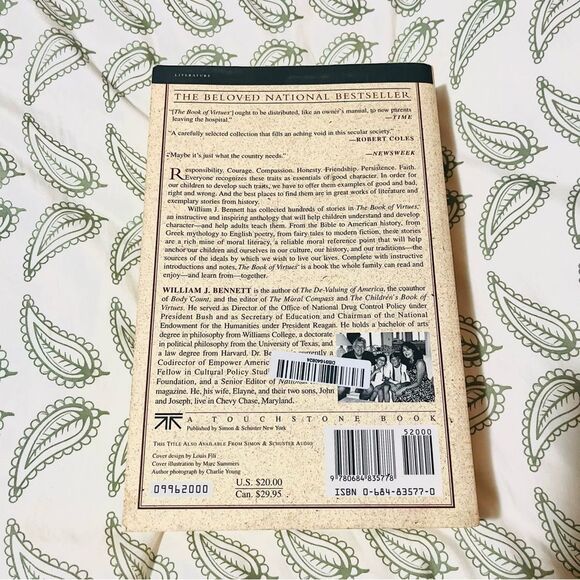 LITERATURE
THE BELOVED NATIONAL BESTSELLER
"[The Book of Virtues] ought to be distributed, like an owner's manual, to new parents
leaving the hospital."
—TIME
"A carefully selected collection that fills an aching void in this secular society."
—ROBERT COLES
"Maybe it's just what the country needs."
—NEWSWEEK
Responsibility. Courage. Compassion. Honesty. Friendship. Persistence. Faith.
Everyone recognizes these traits as essentials of good character. In order for
our children to develop such traits, we have to offer them examples of good and bad,
right and wrong. And the best places to find them are in great works of literature and
exemplary stories from history.
William J. Bennett has collected hundreds of stories in The Book of Virtues,
an instructive and inspiring anthology that will help children understand and develop
character—and help adults teach them. From the Bible to American history, from
Greek mythology to English poetry, from fairy tales to modern fiction, these stories
are a rich mine of moral literacy, a reliable moral reference point that will help
anchor our children and ourselves in our culture, our history, and our traditions—the
sources of the ideals by which we wish to live our lives. Complete with instructive
introductions and notes, The Book of Virtues is a book the whole family can read and
enjoy—and learn from—together.
WILLIAM J. BENNETT is the author of The De-Valuing of America, the coauthor
of Body Count, and the editor of The Moral Compass and The Children's Book of
Virtues. He served as Director of the Office of National Drug Control Policy under
President Bush and as Secretary of Education and Chairman of the National
Endowment for the Humanities under President Reagan. He holds a bachelor of arts
degree in philosophy from Williams College, a doctorate
in political philosophy from the University of Texas, and
a law degree from Harvard. Dr. Be currently a
Codirector of Empower Americ
Fellow in Cultural Policy Stud
Foundation, and a Senior Editor of National
magazine. He, his wife, Elayne, and their two sons, John
and Joseph, live in Chevy Chase, Maryland.
A TOUCHSTONE BOOK
Published by Simon & Schuster New York
THIS TITLE ALSO AVAILABLE FROM SIMON & SCHUSTER AUDIO
Cover design by Louis Fili
Cover illustration by Marc Summers
Author photograph by Charlie Young
09962000
U.S. $20.00
Can. $29.95
52000
9 780684 835778
ISBN 0-684-83577-0